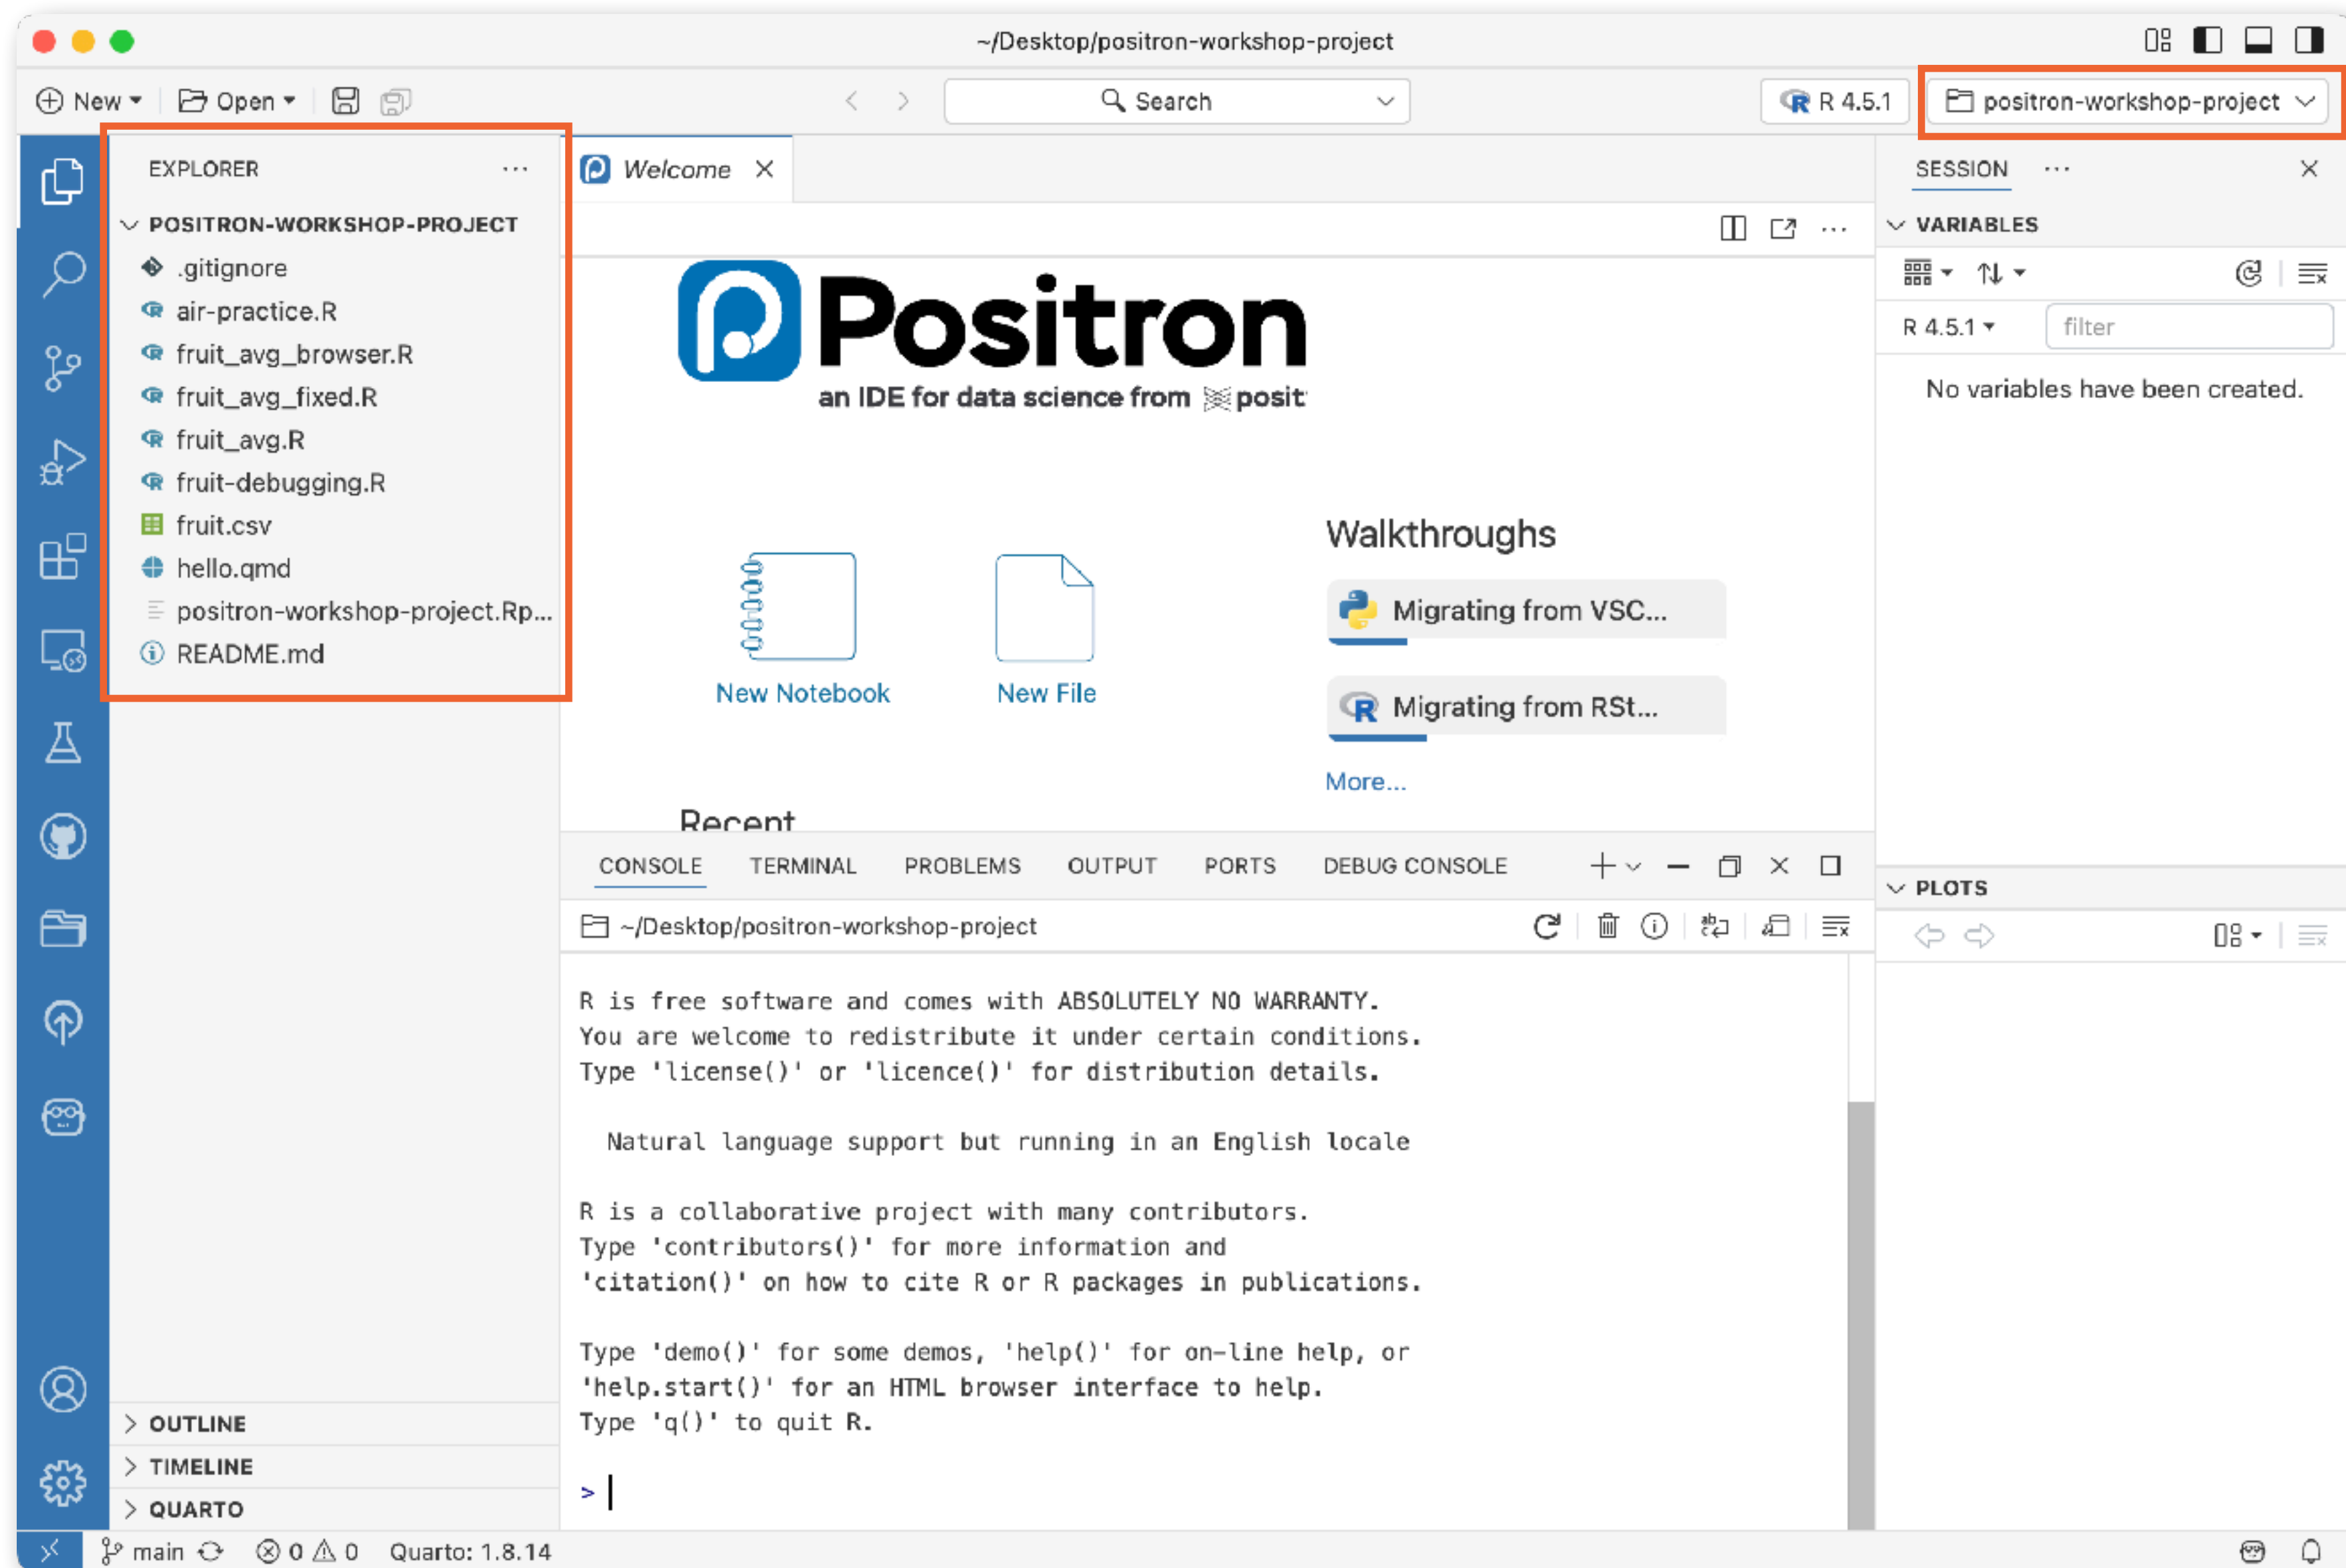 ~/Desktop/positron-workshop-project
New
Open
Search
R 4.5.1
positron-workshop-project
EXPLORER
POSITRON-WORKSHOP-PROJECT
.gitignore
air-practice.R
fruit_avg_browser.R
fruit_avg_fixed.R
fruit_avg.R
fruit-debugging.R
fruit.csv
hello.qmd
positron-workshop-project.Rp...
README.md
OUTLINE
TIMELINE
QUARTO
Welcome
Positron
an IDE for data science from posit
New Notebook
New File
Walkthroughs
Migrating from VSC...
Migrating from RSt...
More...
Recent
CONSOLE TERMINAL PROBLEMS OUTPUT PORTS DEBUG CONSOLE
~/Desktop/positron-workshop-project
R is free software and comes with ABSOLUTELY NO WARRANTY.
You are welcome to redistribute it under certain conditions.
Type 'license()' or 'licence()' for distribution details.
Natural language support but running in an English locale
R is a collaborative project with many contributors.
Type 'contributors()' for more information and
'citation()' on how to cite R or R packages in publications.
Type 'demo()' for some demos, 'help()' for on-line help, or
'help.start()' for an HTML browser interface to help.
Type 'q()' to quit R.
>
SESSION
VARIABLES
R 4.5.1
filter
No variables have been created.
PLOTS
main 0 0 Quarto: 1.8.14